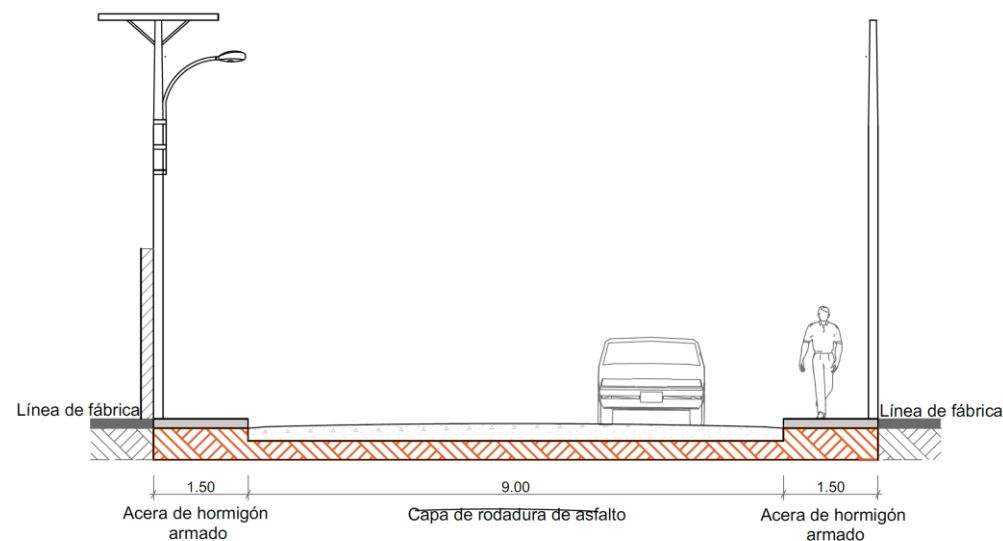 Línea de fábrica
Línea de fábrica
1.50
9.00
1.50
Acera de hormigón
armado
Capa de rodadura de asfalto
Acera de hormigón
armado